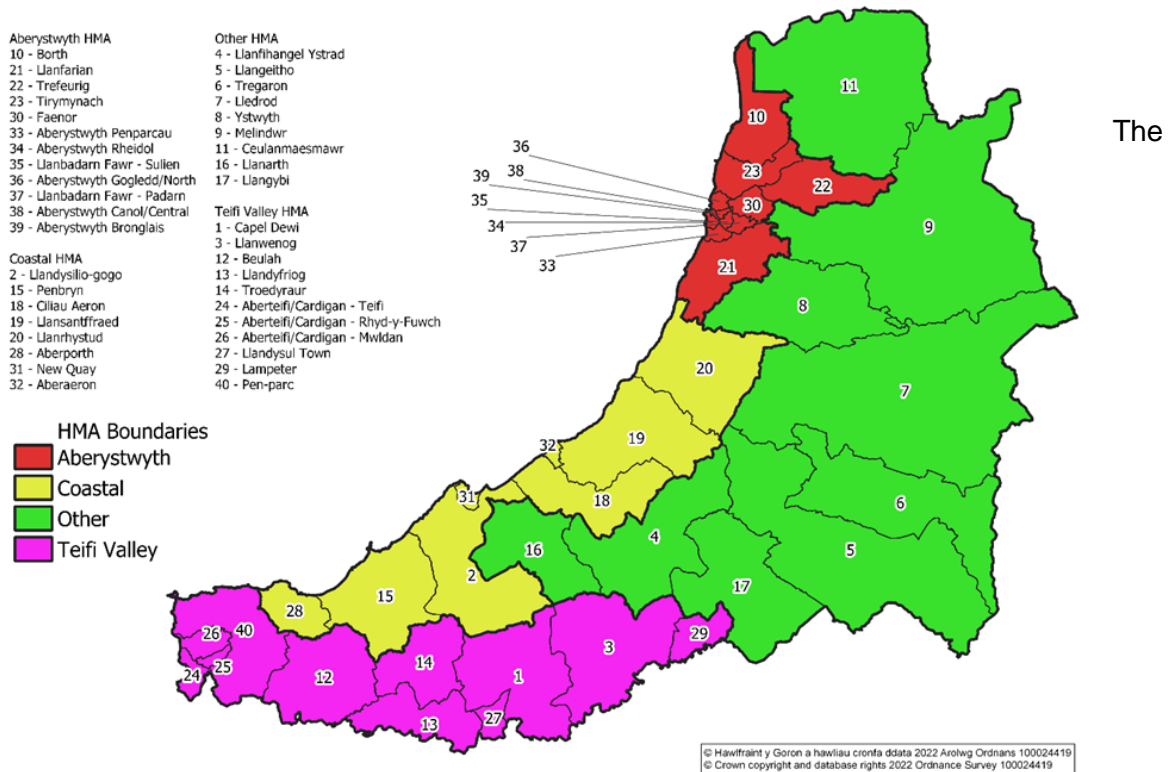 Aberystwyth HMA
10 - Borth
21 - Llanfarian
22 - Trefeurig
23 - Tirymynach
30 - Faenor
33 - Aberystwyth Penparcau
34 - Aberystwyth Rheidol
35 - Llanbadarn Fawr - Sulien
36 - Aberystwyth Gogledd/North
37 - Llanbadarn Fawr - Padarn
38 - Aberystwyth Canol/Central
39 - Aberystwyth Bronglais
Coastal HMA
2 - Llandysilio-gogo
15 - Penbryn
18 - Ciliau Aeron
19 - Llansantffraed
20 - Llanrhystud
28 - Aberporth
31 - New Quay
32 - Aberaeron
Other HMA
4 - Llanfihangel Ystrad
5 - Llangeitho
6 - Tregaron
7 - Lledrod
8 - Ystwyth
9 - Melindwr
11 - Ceulanmaesmawr
16 - Llanarth
17 - Llangybi
Teifi Valley HMA
1 - Capel Dewi
3 - Llanwenog
12 - Beulah
13 - Llandyfriog
14 - Troedyraur
24 - Aberteifi/Cardigan - Teifi
25 - Aberteifi/Cardigan - Rhyd-y-Fuwch
26 - Aberteifi/Cardigan - Mwldan
27 - Llandysul Town
29 - Lampeter
40 - Pen-parc
HMA Boundaries
Aberystwyth
Coastal
Other
Teifi Valley
11
10
36
38
39
35
34
37
33
23
22
30
9
21
8
20
7
32
19
31
18
6
16
4
5
2
17
15
28
40
26
25
24
12
14
1
3
29
13
27
The
© Hawlfraint y Goron a hawliau cronfa ddata 2022 Arolwg Ordnans 100024419
© Crown copyright and database rights 2022 Ordnance Survey 100024419